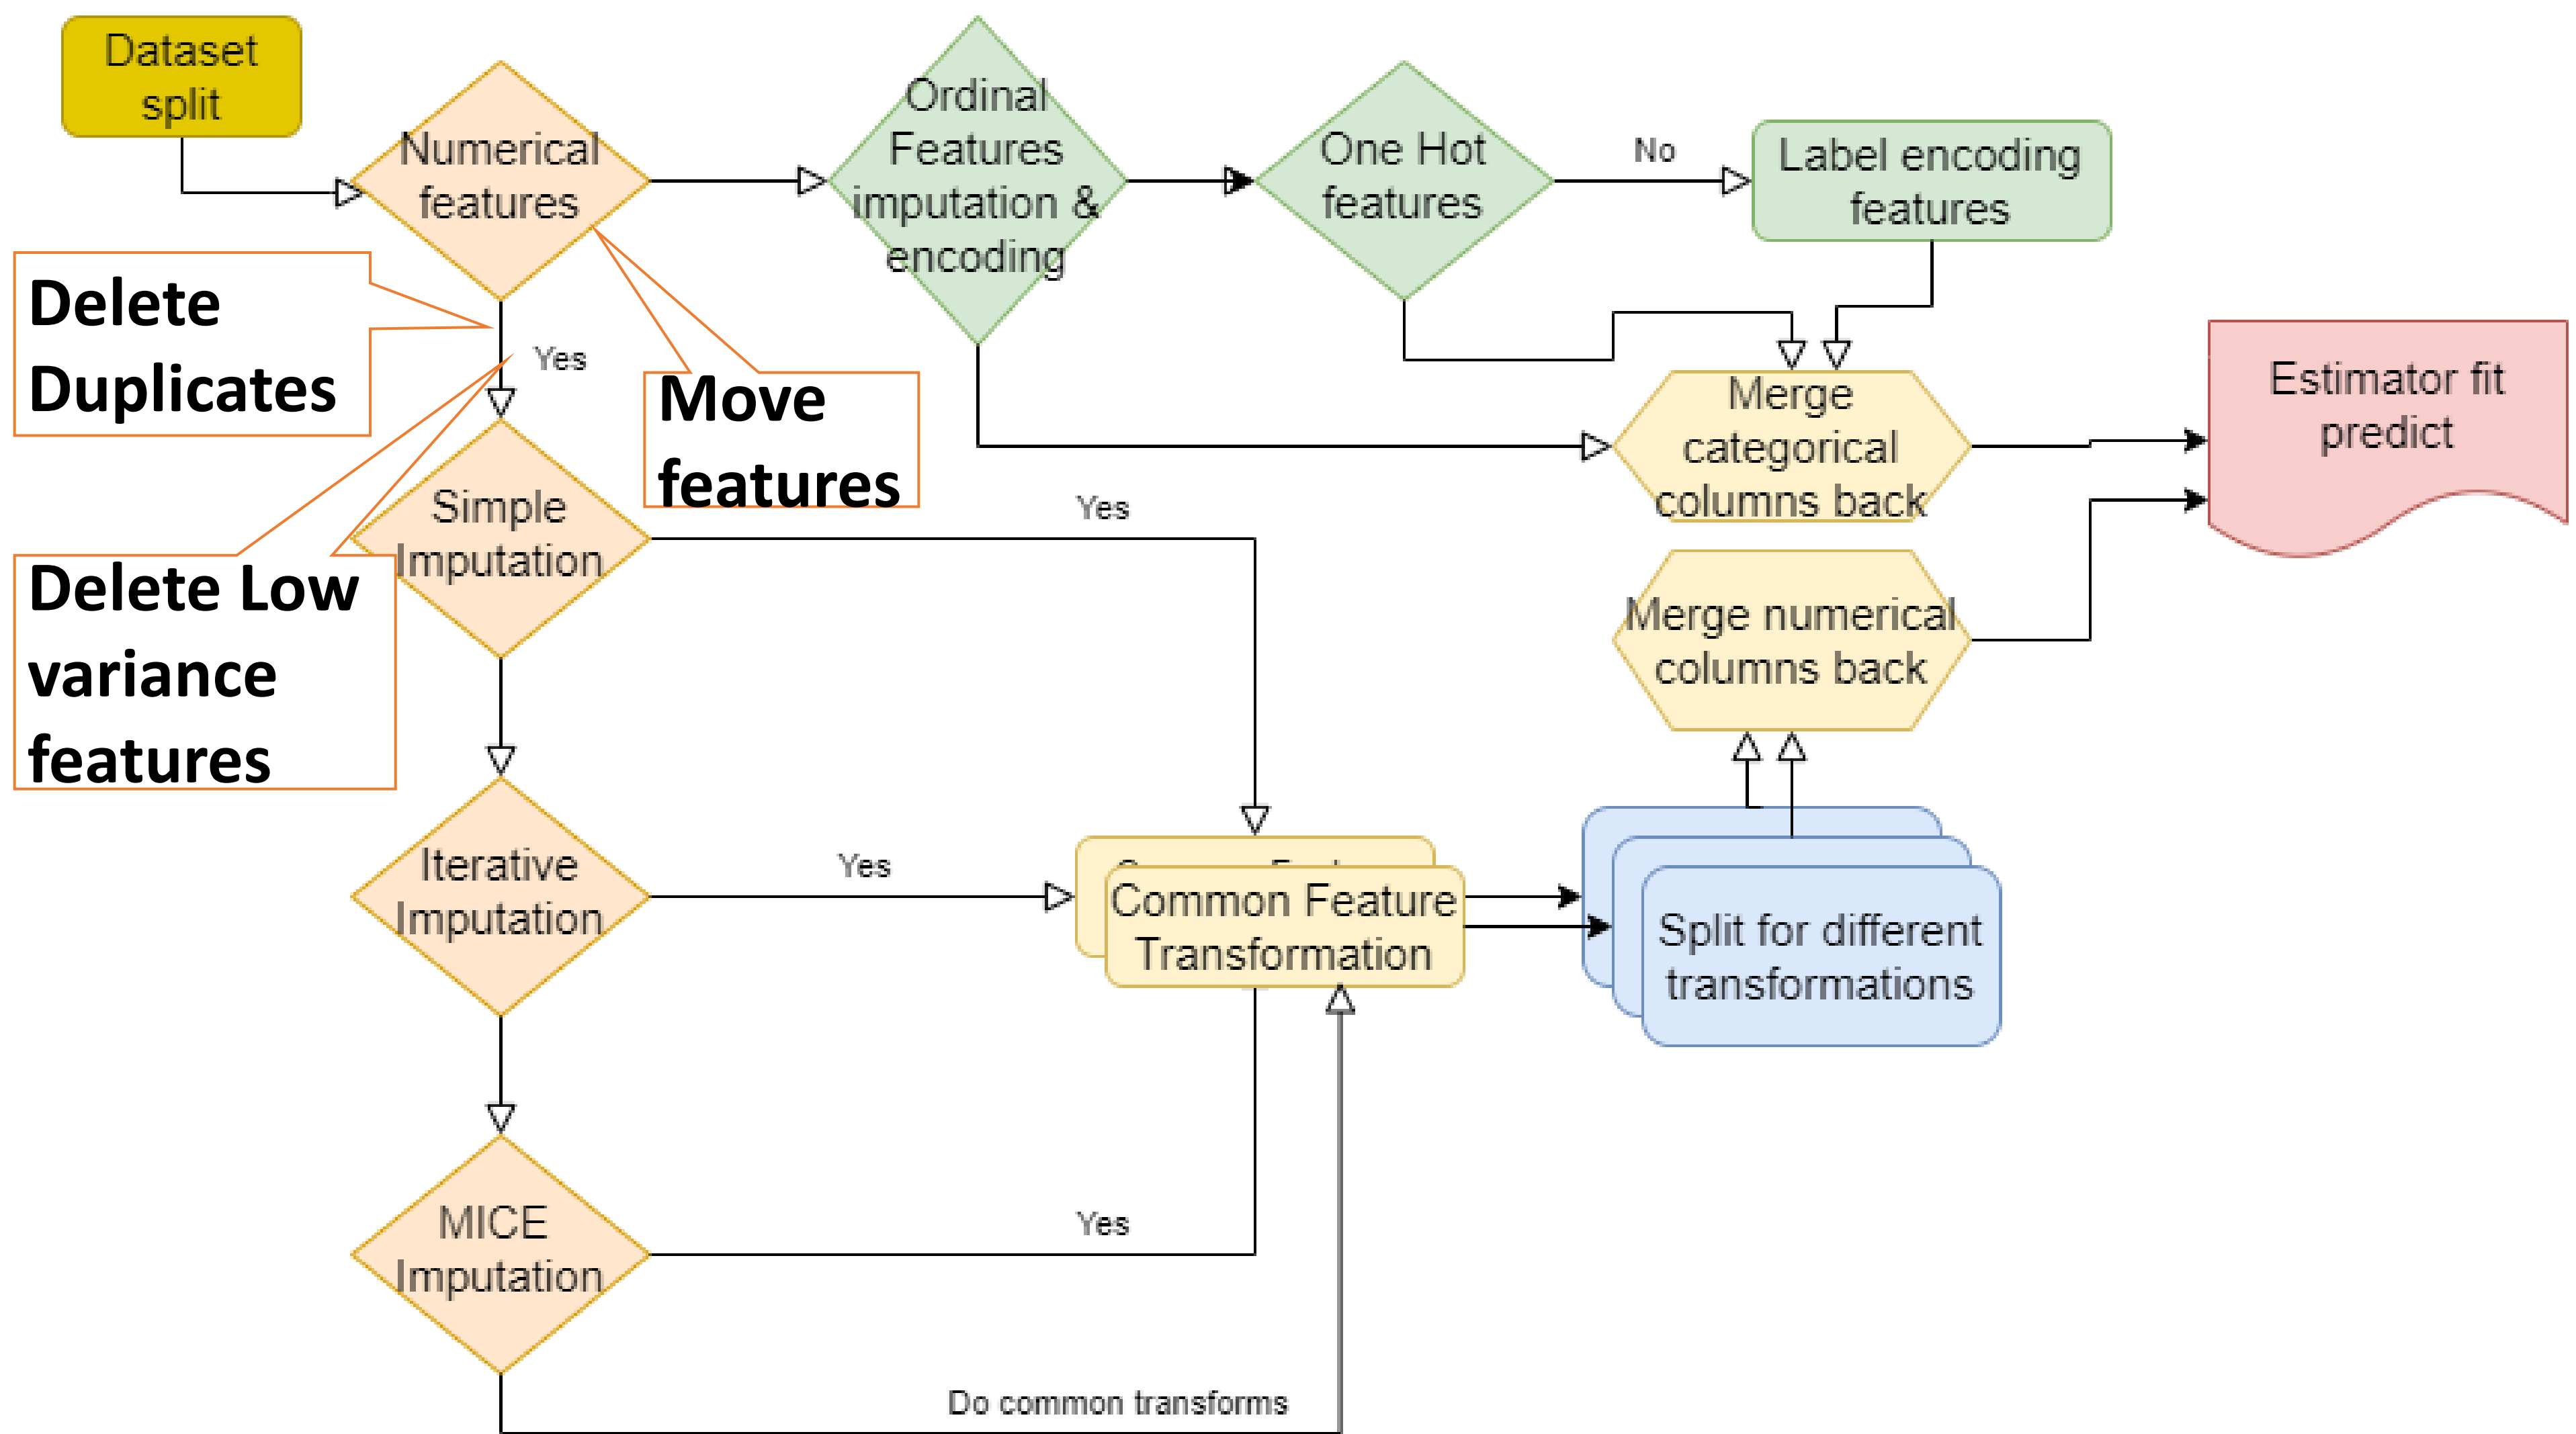 Dataset
split
Numerical
features
Ordinal
Features
imputation &
encoding
One Hot
features
No
Label encoding
features
Delete
Duplicates
Yes
Move
features
Merge
categorical
columns back
Estimator fit
predict
Simple
Imputation
Yes
Delete Low
variance
features
Merge numerical
columns back
Iterative
Imputation
Yes
Common Feature
Transformation
Split for different
transformations
MICE
Imputation
Yes
Do common transforms